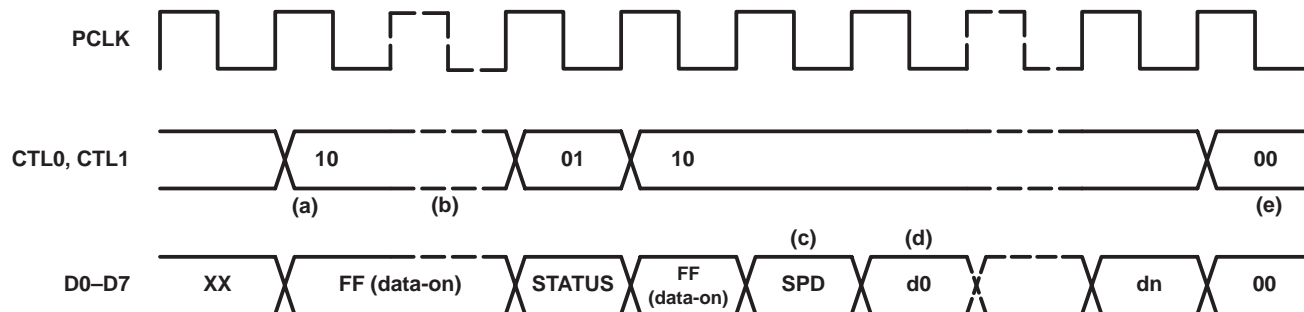 PCLK
CTL0, CTL1
10
01
10
00
(a)
(b)
(e)
(c)
(d)
D0–D7
XX
FF (data-on)
STATUS
FF
(data-on)
SPD
d0
dn
00